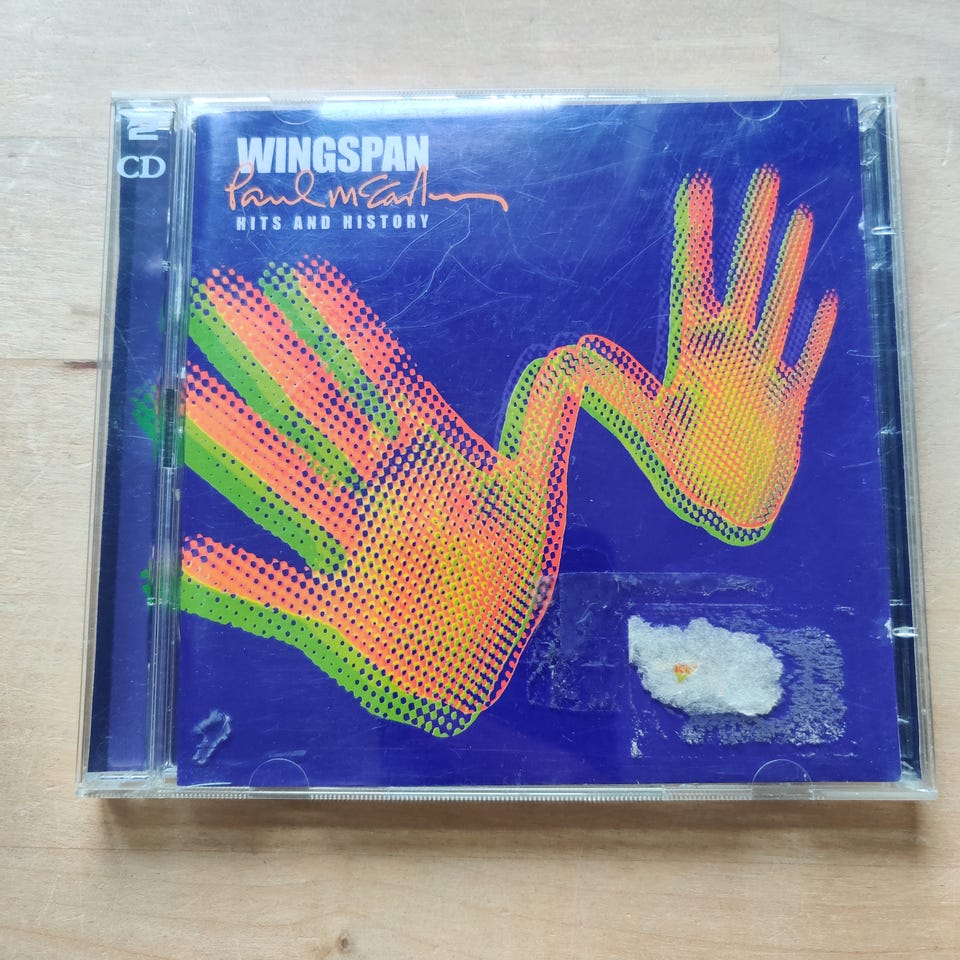 2
CD
WINGSPAN
Paul McCartney
HITS AND HISTORY